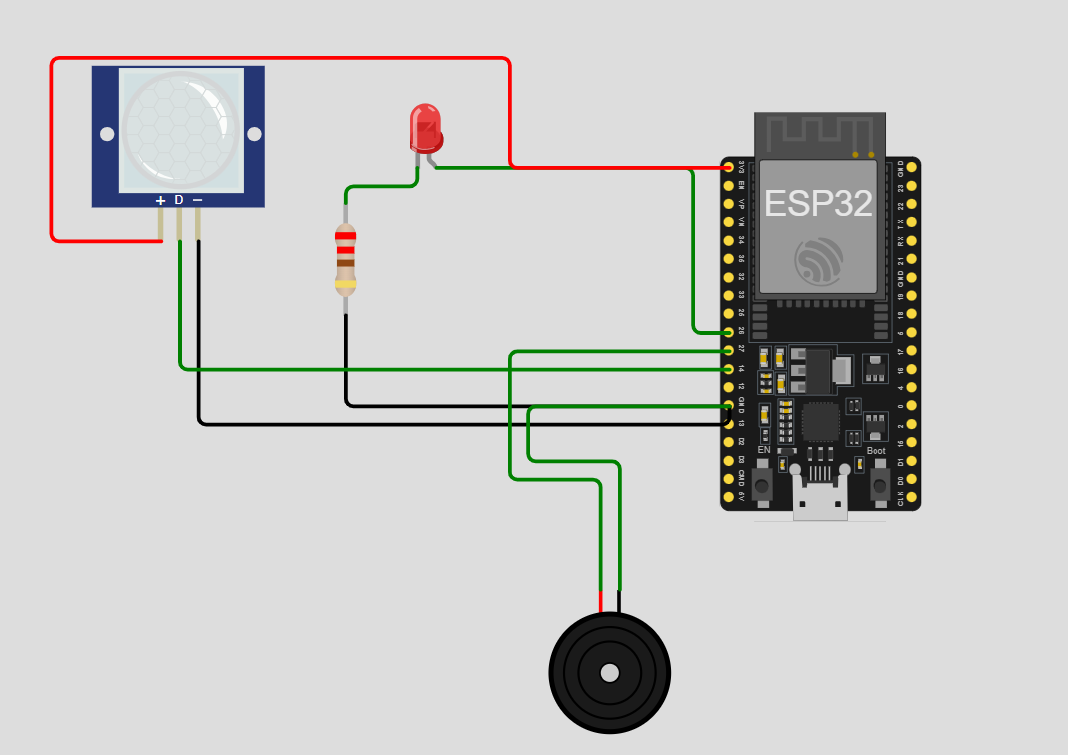 + D −
ESP32
3V3
EN
VP
VN
34
35
32
33
25
26
27
14
12
GND
13
D2
D3
CMD
5V
GND
23
22
TX
RX
21
GND
19
18
5
17
16
4
0
2
15
D1
D0
CLK
EN
Boot